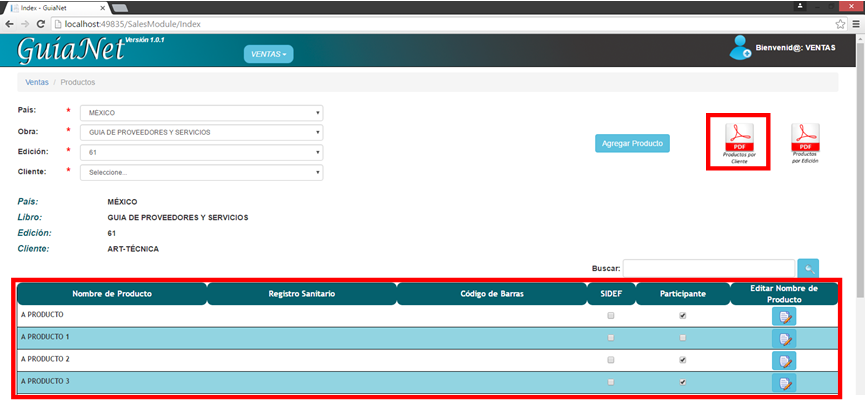 Index - GuiaNet
localhost:49835/SalesModule/Index
GuíaNet Versión 1.0.1
VENTAS
Bienvenid@: VENTAS
Ventas / Productos
País: * MÉXICO
Obra: * GUIA DE PROVEEDORES Y SERVICIOS
Edición: * 61
Cliente: * Seleccione...
Agregar Producto
PDF
Productos por
Cliente
PDF
Productos
por Edición
País: MÉXICO
Libro: GUIA DE PROVEEDORES Y SERVICIOS
Edición: 61
Cliente: ART-TÉCNICA
Buscar:
Nombre de Producto Registro Sanitario Código de Barras SIDEF Participante Editar Nombre de
Producto
A PRODUCTO
A PRODUCTO 1
A PRODUCTO 2
A PRODUCTO 3